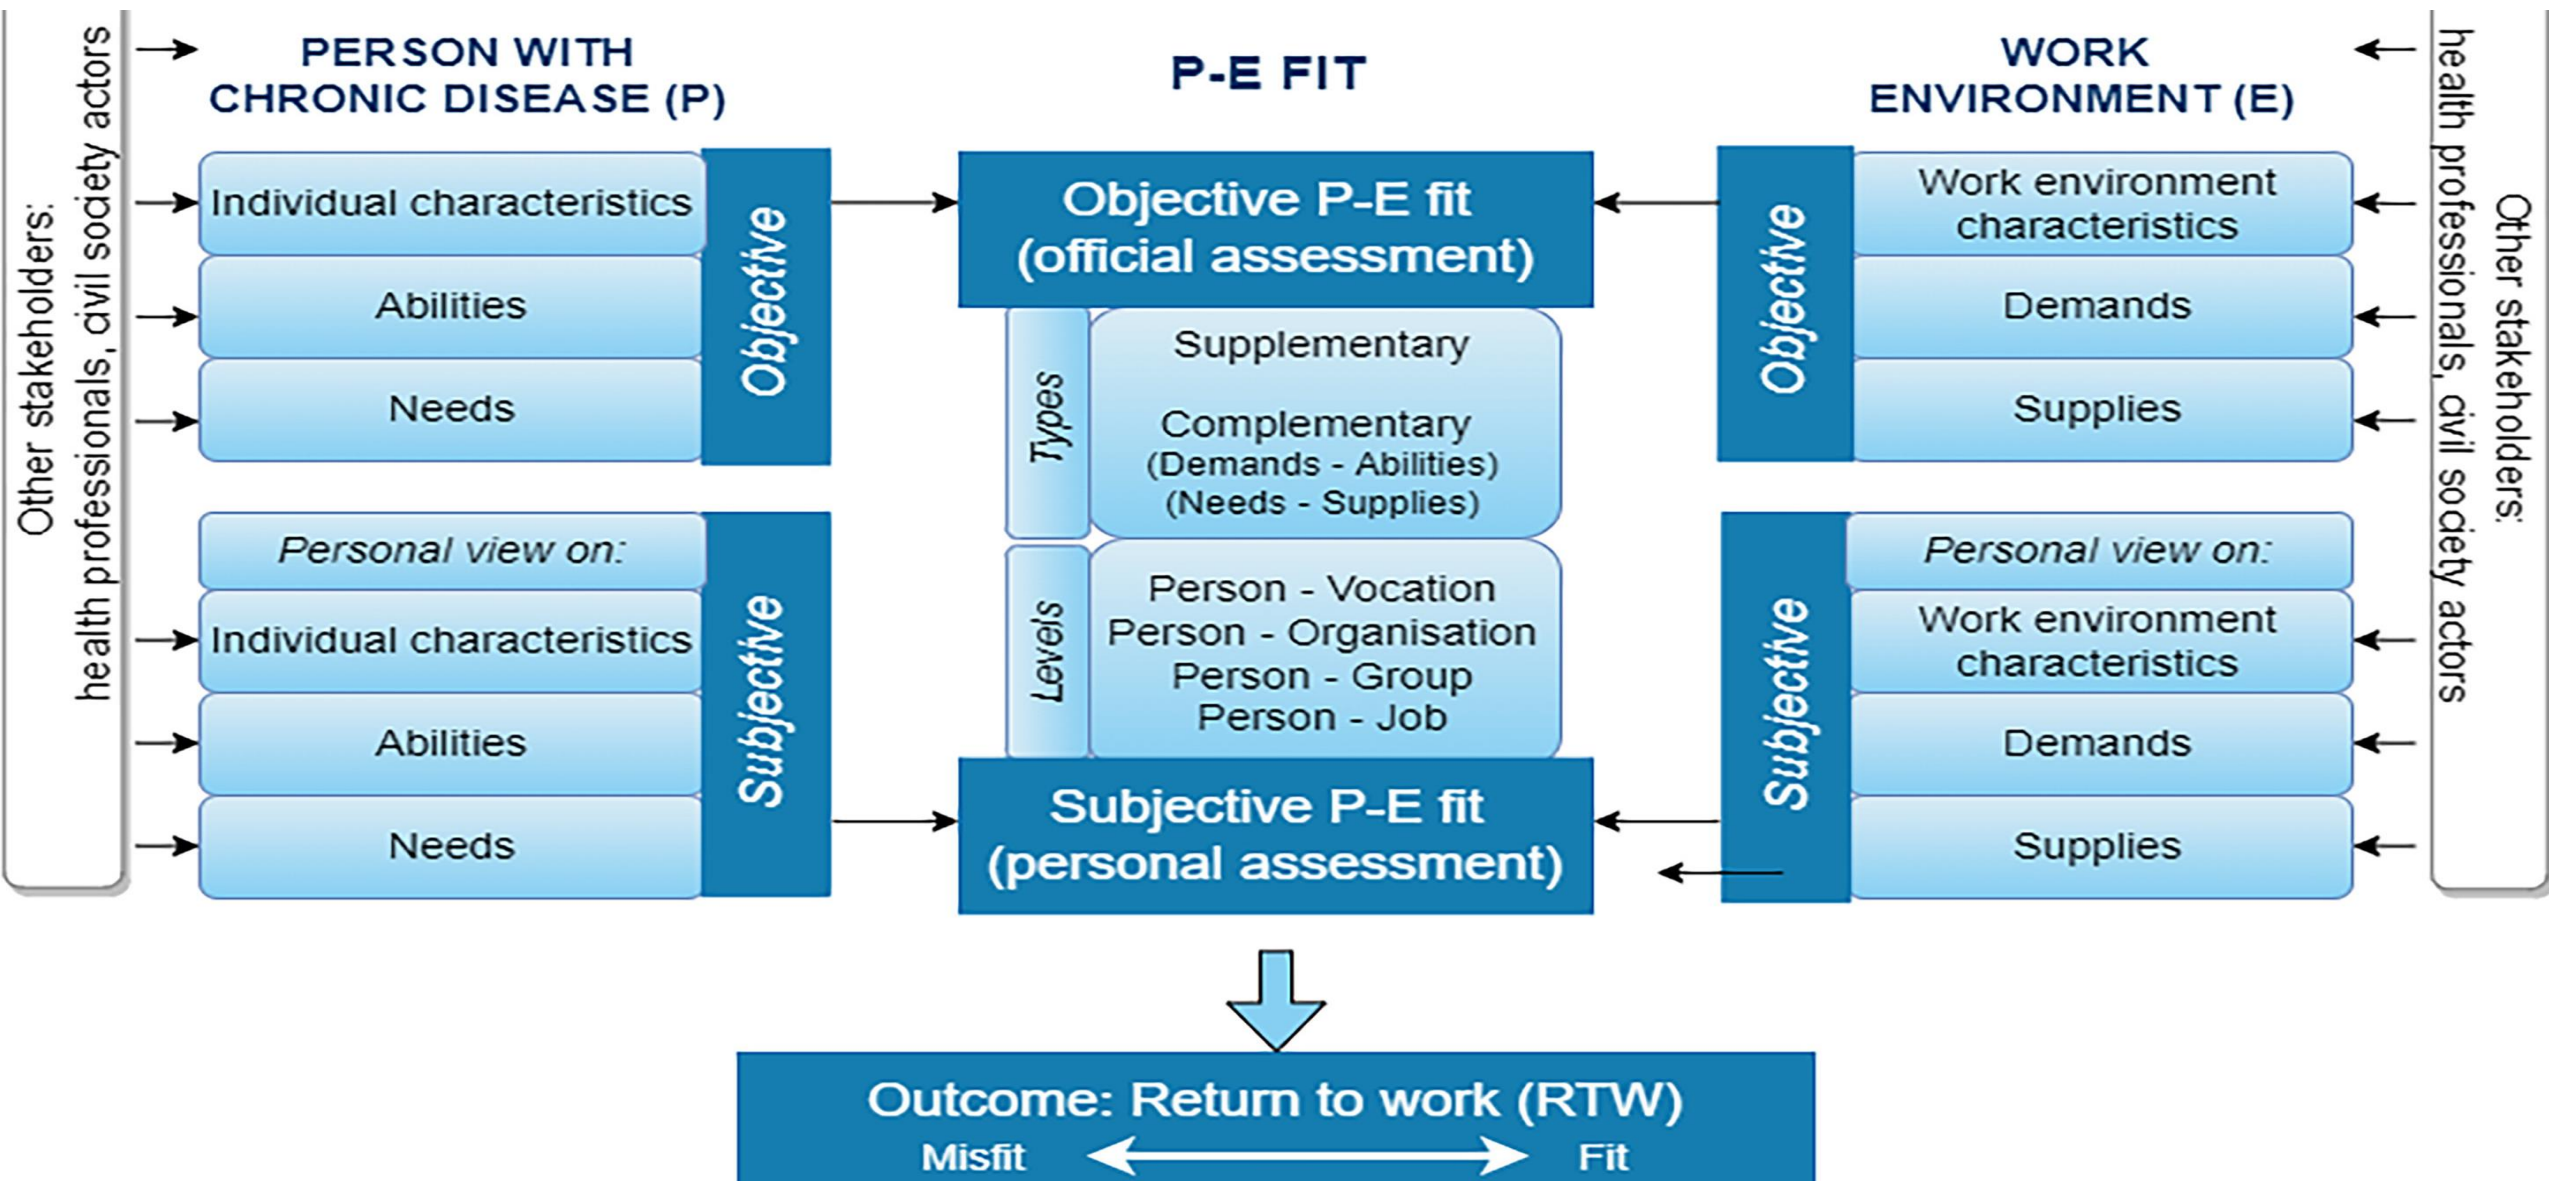 Other stakeholders:
health professionals, civil society actors
PERSON WITH
CHRONIC DISEASE (P)
Individual characteristics
Abilities
Needs
Objective
Personal view on:
Individual characteristics
Abilities
Needs
Subjective
P-E FIT
Objective P-E fit
(official assessment)
Types
Supplementary
Complementary
(Demands - Abilities)
(Needs - Supplies)
Levels
Person - Vocation
Person - Organisation
Person - Group
Person - Job
Subjective P-E fit
(personal assessment)
WORK
ENVIRONMENT (E)
Objective
Work environment
characteristics
Demands
Supplies
Subjective
Personal view on:
Work environment
characteristics
Demands
Supplies
Other stakeholders:
health professionals, civil society actors
Outcome: Return to work (RTW)
Misfit Fit